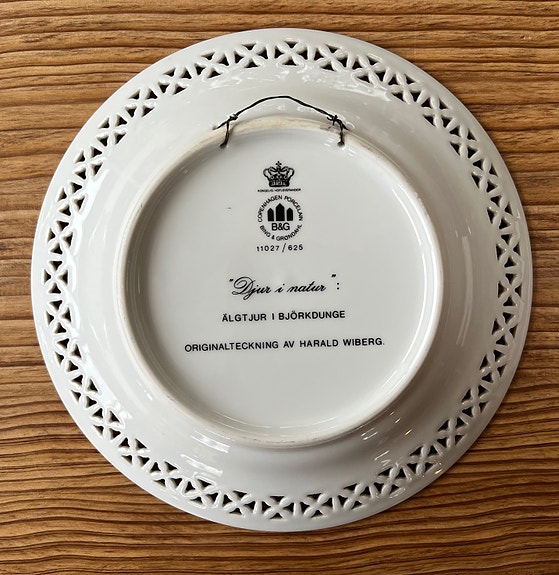 KONGELIG HOFLEVERANDØR
COPENHAGEN PORCELAIN
B&G
BING & GRØNDAHL
11027/625
"Djur i natur":
ÄLGTJUR I BJÖRKDUNGE
ORIGINALTECKNING AV HARALD WIBERG.